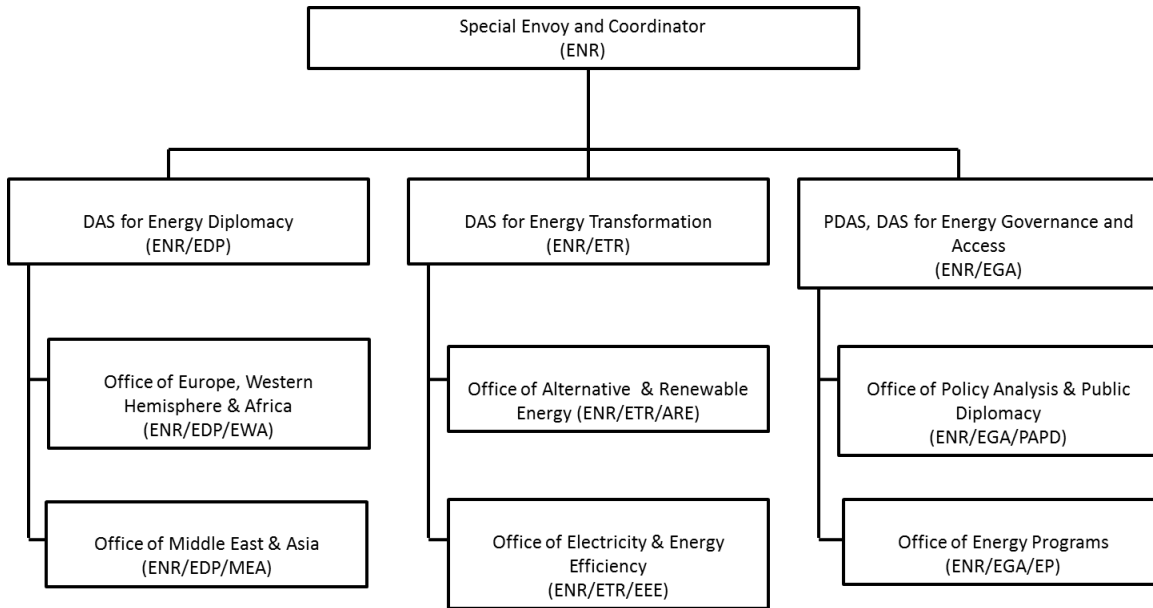 Special Envoy and Coordinator
(ENR)
DAS for Energy Diplomacy
(ENR/EDP)
DAS for Energy Transformation
(ENR/ETR)
PDAS, DAS for Energy Governance and
Access
(ENR/EGA)
Office of Europe, Western
Hemisphere & Africa
(ENR/EDP/EWA)
Office of Alternative & Renewable
Energy (ENR/ETR/ARE)
Office of Policy Analysis & Public
Diplomacy
(ENR/EGA/PAPD)
Office of Middle East & Asia
(ENR/EDP/MEA)
Office of Electricity & Energy
Efficiency
(ENR/ETR/EEE)
Office of Energy Programs
(ENR/EGA/EP)